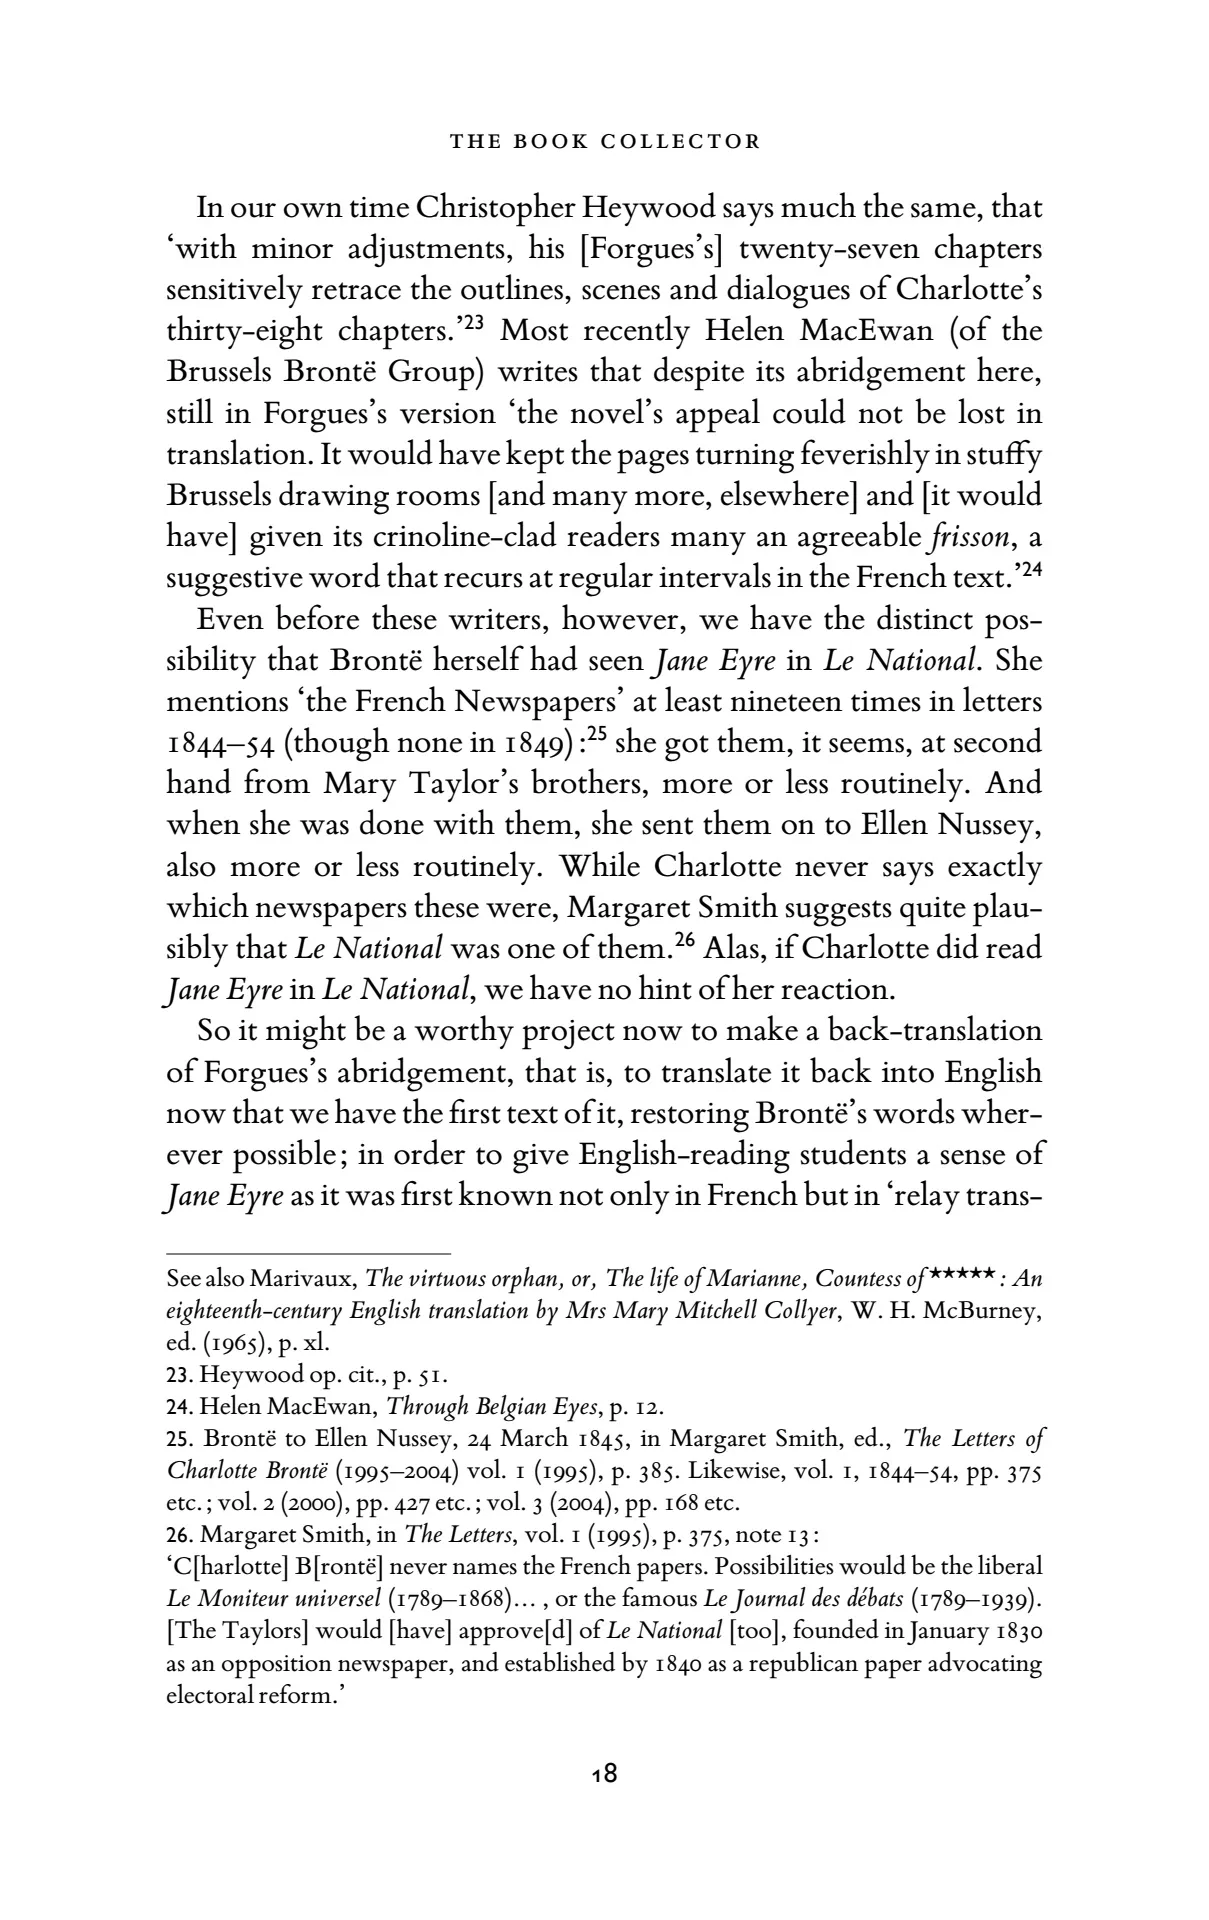 THE BOOK COLLECTOR
In our own time Christopher Heywood says much the same, that
‘with minor adjustments, his [Forgues’s] twenty-seven chapters
sensitively retrace the outlines, scenes and dialogues of Charlotte’s
thirty-eight chapters.’23 Most recently Helen MacEwan (of the
Brussels Brontë Group) writes that despite its abridgement here,
still in Forgues’s version ‘the novel’s appeal could not be lost in
translation. It would have kept the pages turning feverishly in stuffy
Brussels drawing rooms [and many more, elsewhere] and [it would
have] given its crinoline-clad readers many an agreeable frisson, a
suggestive word that recurs at regular intervals in the French text.’24
Even before these writers, however, we have the distinct pos-
sibility that Brontë herself had seen Jane Eyre in Le National. She
mentions ‘the French Newspapers’ at least nineteen times in letters
1844–54 (though none in 1849):25 she got them, it seems, at second
hand from Mary Taylor’s brothers, more or less routinely. And
when she was done with them, she sent them on to Ellen Nussey,
also more or less routinely. While Charlotte never says exactly
which newspapers these were, Margaret Smith suggests quite plau-
sibly that Le National was one of them.26 Alas, if Charlotte did read
Jane Eyre in Le National, we have no hint of her reaction.
So it might be a worthy project now to make a back-translation
of Forgues’s abridgement, that is, to translate it back into English
now that we have the first text of it, restoring Brontë’s words wher-
ever possible; in order to give English-reading students a sense of
Jane Eyre as it was first known not only in French but in ‘relay trans-
See also Marivaux, The virtuous orphan, or, The life of Marianne, Countess of ★★★★★ : An
eighteenth-century English translation by Mrs Mary Mitchell Collyer, W. H. McBurney,
ed. (1965), p. xl.
23. Heywood op. cit., p. 51.
24. Helen MacEwan, Through Belgian Eyes, p. 12.
25. Brontë to Ellen Nussey, 24 March 1845, in Margaret Smith, ed., The Letters of
Charlotte Brontë (1995–2004) vol. 1 (1995), p. 385. Likewise, vol. 1, 1844–54, pp. 375
etc.; vol. 2 (2000), pp. 427 etc.; vol. 3 (2004), pp. 168 etc.
26. Margaret Smith, in The Letters, vol. 1 (1995), p. 375, note 13:
‘C[harlotte] B[rontë] never names the French papers. Possibilities would be the liberal
Le Moniteur universel (1789–1868)… , or the famous Le Journal des débats (1789–1939).
[The Taylors] would [have] approve[d] of Le National [too], founded in January 1830
as an opposition newspaper, and established by 1840 as a republican paper advocating
electoral reform.’
18